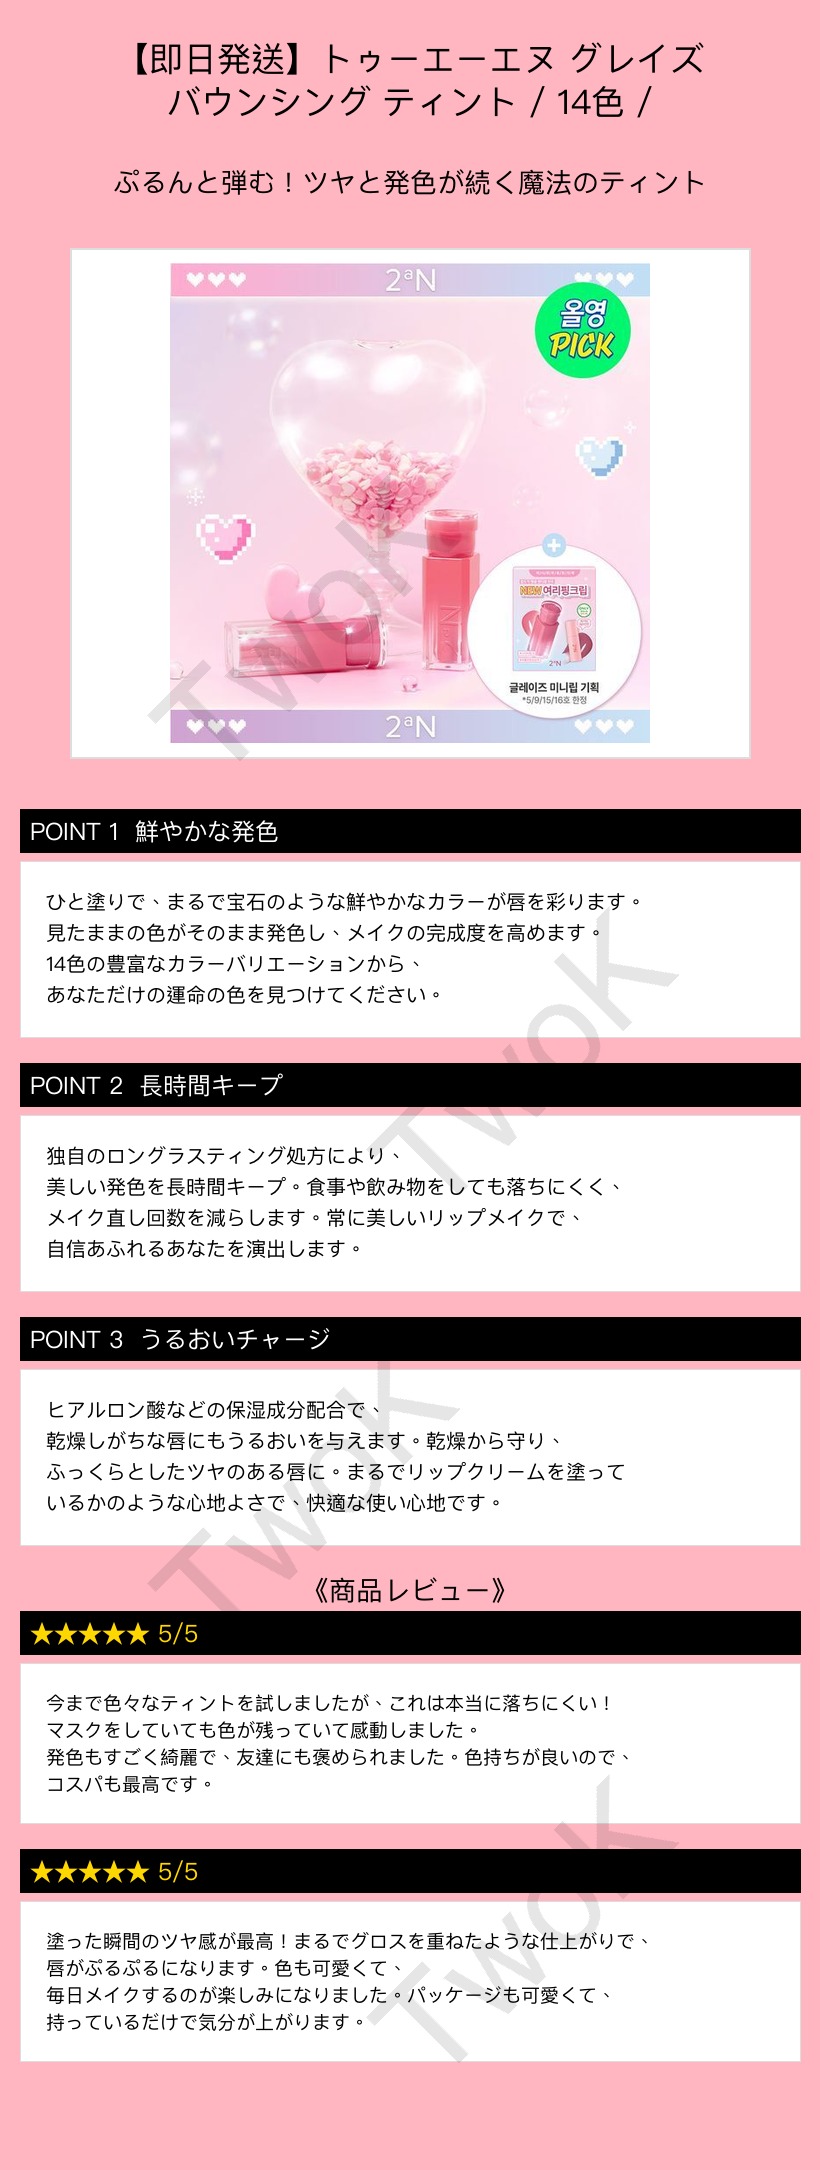 【即日発送】トゥーエーエヌ グレイズ
バウンシング ティント / 14色 /
ぷるんと弾む！ツヤと発色が続く魔法のティント
2aN
올영
PICK
NEW 여리핑크립
2aN
글레이즈 미니립 기획
*5/9/15/16호 한정
2aN
TwoK
POINT 1 鮮やかな発色
ひと塗りで、まるで宝石のような鮮やかなカラーが唇を彩ります。
見たままの色がそのまま発色し、メイクの完成度を高めます。
14色の豊富なカラーバリエーションから、
あなただけの運命の色を見つけてください。
TwoK
POINT 2 長時間キープ
独自のロングラスティング処方により、
美しい発色を長時間キープ。食事や飲み物をしても落ちにくく、
メイク直し回数を減らします。常に美しいリップメイクで、
自信あふれるあなたを演出します。
POINT 3 うるおいチャージ
ヒアルロン酸などの保湿成分配合で、
乾燥しがちな唇にもうるおいを与えます。乾燥から守り、
ふっくらとしたツヤのある唇に。まるでリップクリームを塗って
いるかのような心地よさで、快適な使い心地です。
TwoK
《商品レビュー》
★★★★★ 5/5
今まで色々なティントを試しましたが、これは本当に落ちにくい！
マスクをしていても色が残っていて感動しました。
発色もすごく綺麗で、友達にも褒められました。色持ちが良いので、
コスパも最高です。
★★★★★ 5/5
塗った瞬間のツヤ感が最高！まるでグロスを重ねたような仕上がりで、
唇がぷるぷるになります。色も可愛くて、
毎日メイクするのが楽しみになりました。パッケージも可愛くて、
持っているだけで気分が上がります。
TwoK